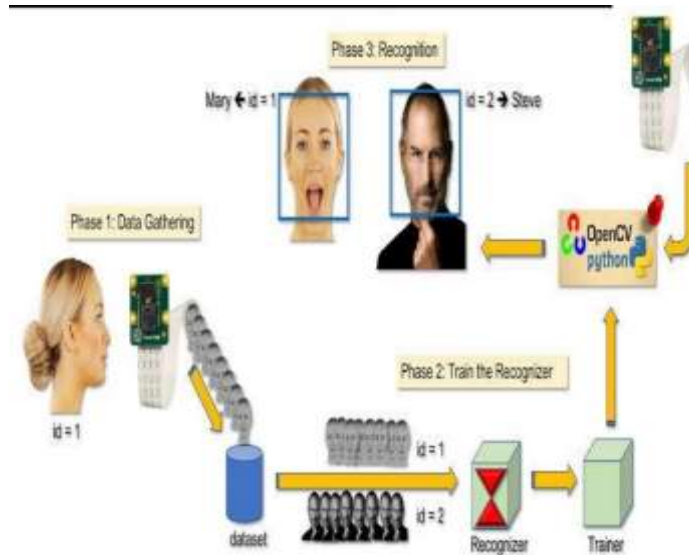 Phase 3: Recognition
Mary ← id = 1
id = 2 → Steve
Phase 1: Data Gathering
OpenCV
python
Phase 2: Train the Recognizer
id = 1
id = 1
id = 2
dataset
Recognizer
Trainer